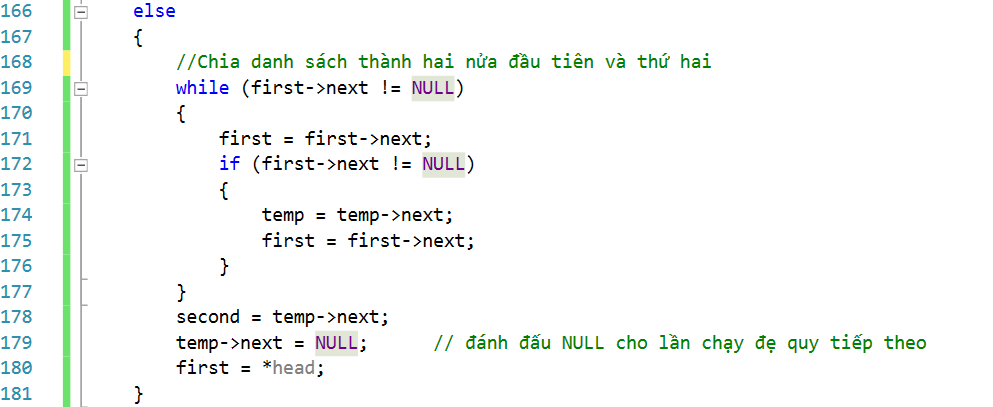 166 else
167 {
168 //Chia danh sách thành hai nửa đầu tiên và thứ hai
169 while (first->next != NULL)
170 {
171 first = first->next;
172 if (first->next != NULL)
173 {
174 temp = temp->next;
175 first = first->next;
176 }
177 }
178 second = temp->next;
179 temp->next = NULL; // đánh đấu NULL cho lần chạy đẹ quy tiếp theo
180 first = *head;
181 }